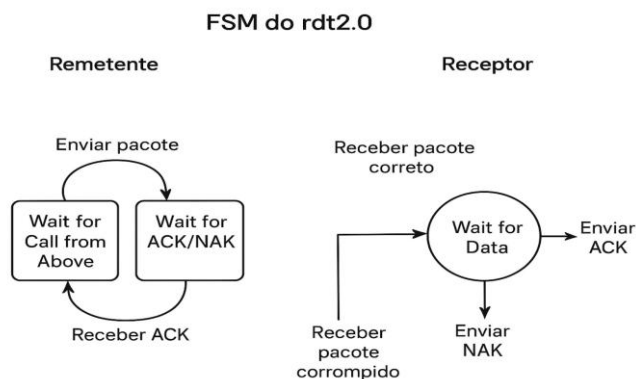 FSM do rdt2.0
Remetente
Receptor
Enviar pacote
Wait for
Call from
Above
Wait for
ACK/NAK
Receber ACK
Receber pacote
correto
Wait for
Data
Enviar
ACK
Enviar
NAK
Receber
pacote
corrompido